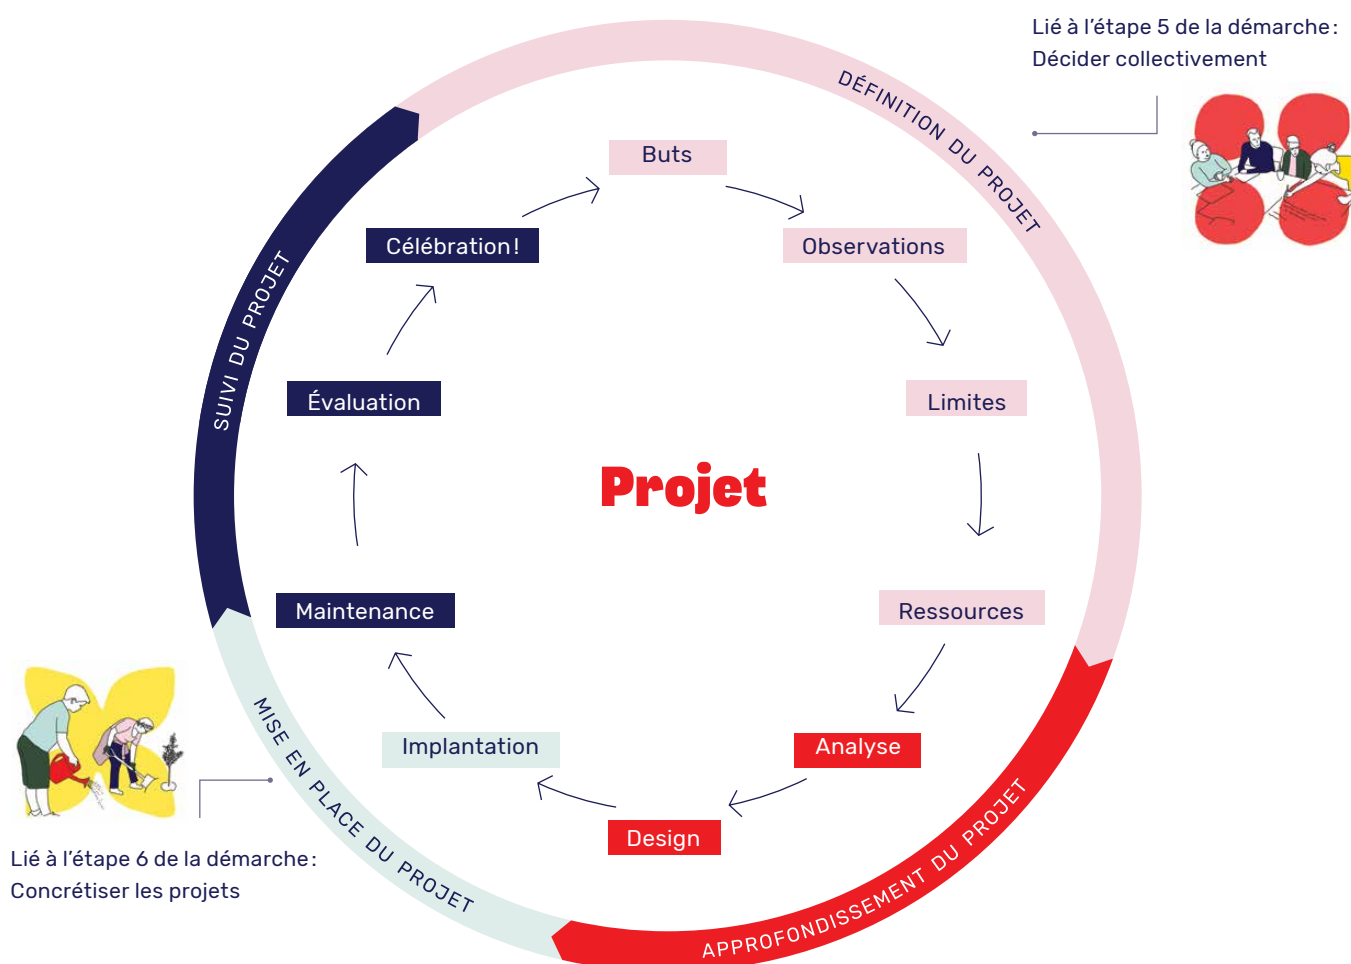 Lié à l’étape 5 de la démarche :
Décider collectivement
DÉFINITION DU PROJET
Buts
Observations
Limites
Ressources
APPROFONDISSEMENT DU PROJET
Analyse
Design
MISE EN PLACE DU PROJET
Implantation
SUIVI DU PROJET
Maintenance
Évaluation
Célébration !
Projet
Lié à l’étape 6 de la démarche :
Concrétiser les projets